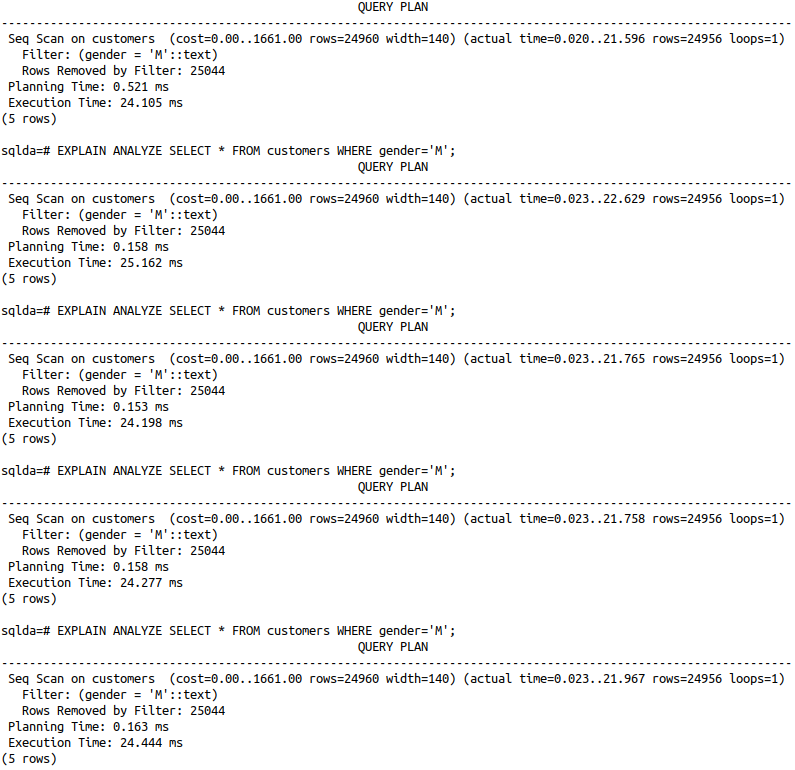 QUERY PLAN
-----------------------------------------------------------------------------------------------------------------
Seq Scan on customers  (cost=0.00..1661.00 rows=24960 width=140) (actual time=0.020..21.596 rows=24956 loops=1)
Filter: (gender = 'M'::text)
Rows Removed by Filter: 25044
Planning Time: 0.521 ms
Execution Time: 24.105 ms
(5 rows)
sqlda=# EXPLAIN ANALYZE SELECT * FROM customers WHERE gender='M';
QUERY PLAN
-----------------------------------------------------------------------------------------------------------------
Seq Scan on customers  (cost=0.00..1661.00 rows=24960 width=140) (actual time=0.023..22.629 rows=24956 loops=1)
Filter: (gender = 'M'::text)
Rows Removed by Filter: 25044
Planning Time: 0.158 ms
Execution Time: 25.162 ms
(5 rows)
sqlda=# EXPLAIN ANALYZE SELECT * FROM customers WHERE gender='M';
QUERY PLAN
-----------------------------------------------------------------------------------------------------------------
Seq Scan on customers  (cost=0.00..1661.00 rows=24960 width=140) (actual time=0.023..21.765 rows=24956 loops=1)
Filter: (gender = 'M'::text)
Rows Removed by Filter: 25044
Planning Time: 0.153 ms
Execution Time: 24.198 ms
(5 rows)
sqlda=# EXPLAIN ANALYZE SELECT * FROM customers WHERE gender='M';
QUERY PLAN
-----------------------------------------------------------------------------------------------------------------
Seq Scan on customers  (cost=0.00..1661.00 rows=24960 width=140) (actual time=0.023..21.758 rows=24956 loops=1)
Filter: (gender = 'M'::text)
Rows Removed by Filter: 25044
Planning Time: 0.158 ms
Execution Time: 24.277 ms
(5 rows)
sqlda=# EXPLAIN ANALYZE SELECT * FROM customers WHERE gender='M';
QUERY PLAN
-----------------------------------------------------------------------------------------------------------------
Seq Scan on customers  (cost=0.00..1661.00 rows=24960 width=140) (actual time=0.023..21.967 rows=24956 loops=1)
Filter: (gender = 'M'::text)
Rows Removed by Filter: 25044
Planning Time: 0.163 ms
Execution Time: 24.444 ms
(5 rows)